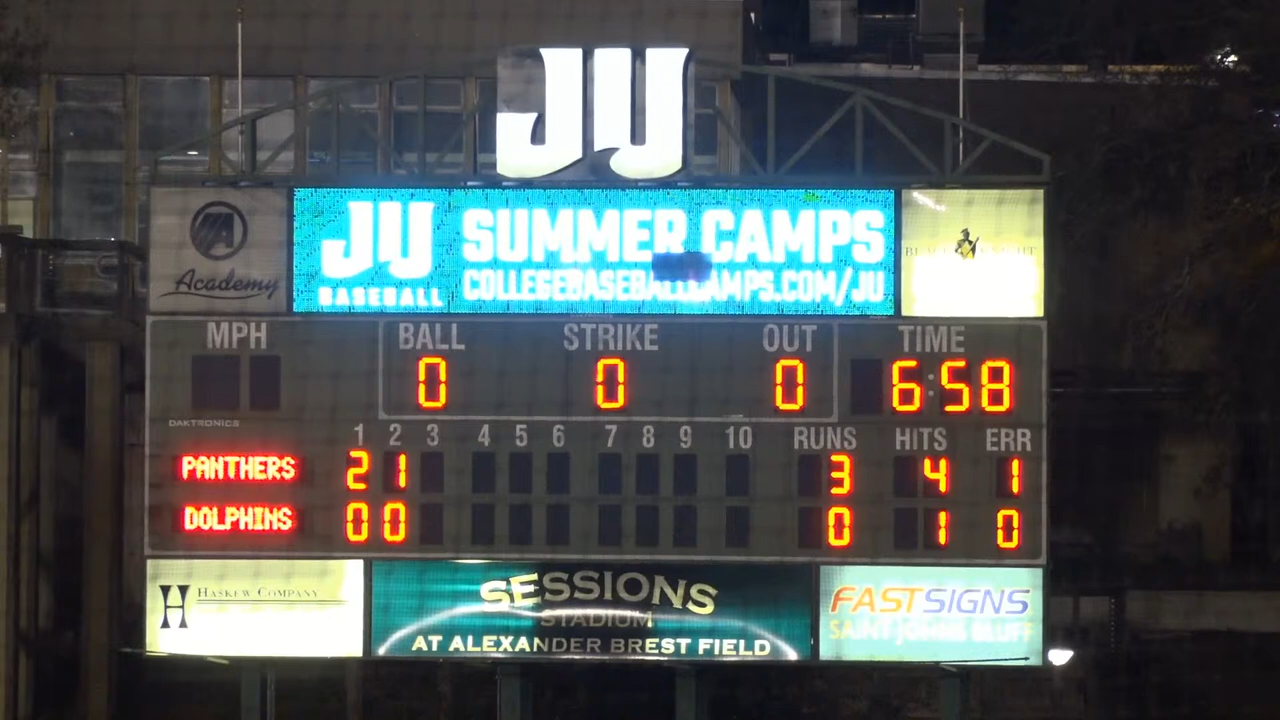 JU
Academy
JU
BASEBALL
SUMMER CAMPS
COLLEGEBASEBALLCAMPS.COM/JU
MPH
BALL
STRIKE
OUT
TIME
0
0
0
6:58
DAKTRONICS
1 2 3 4 5 6 7 8 9 10 RUNS HITS ERR
PANTHERS 2 1 3 4 1
DOLPHINS 0 0 0 1 0
HASKEW COMPANY
SESSIONS
STADIUM
AT ALEXANDER BREST FIELD
FASTSIGNS
SAINT JOHNS BLUFF